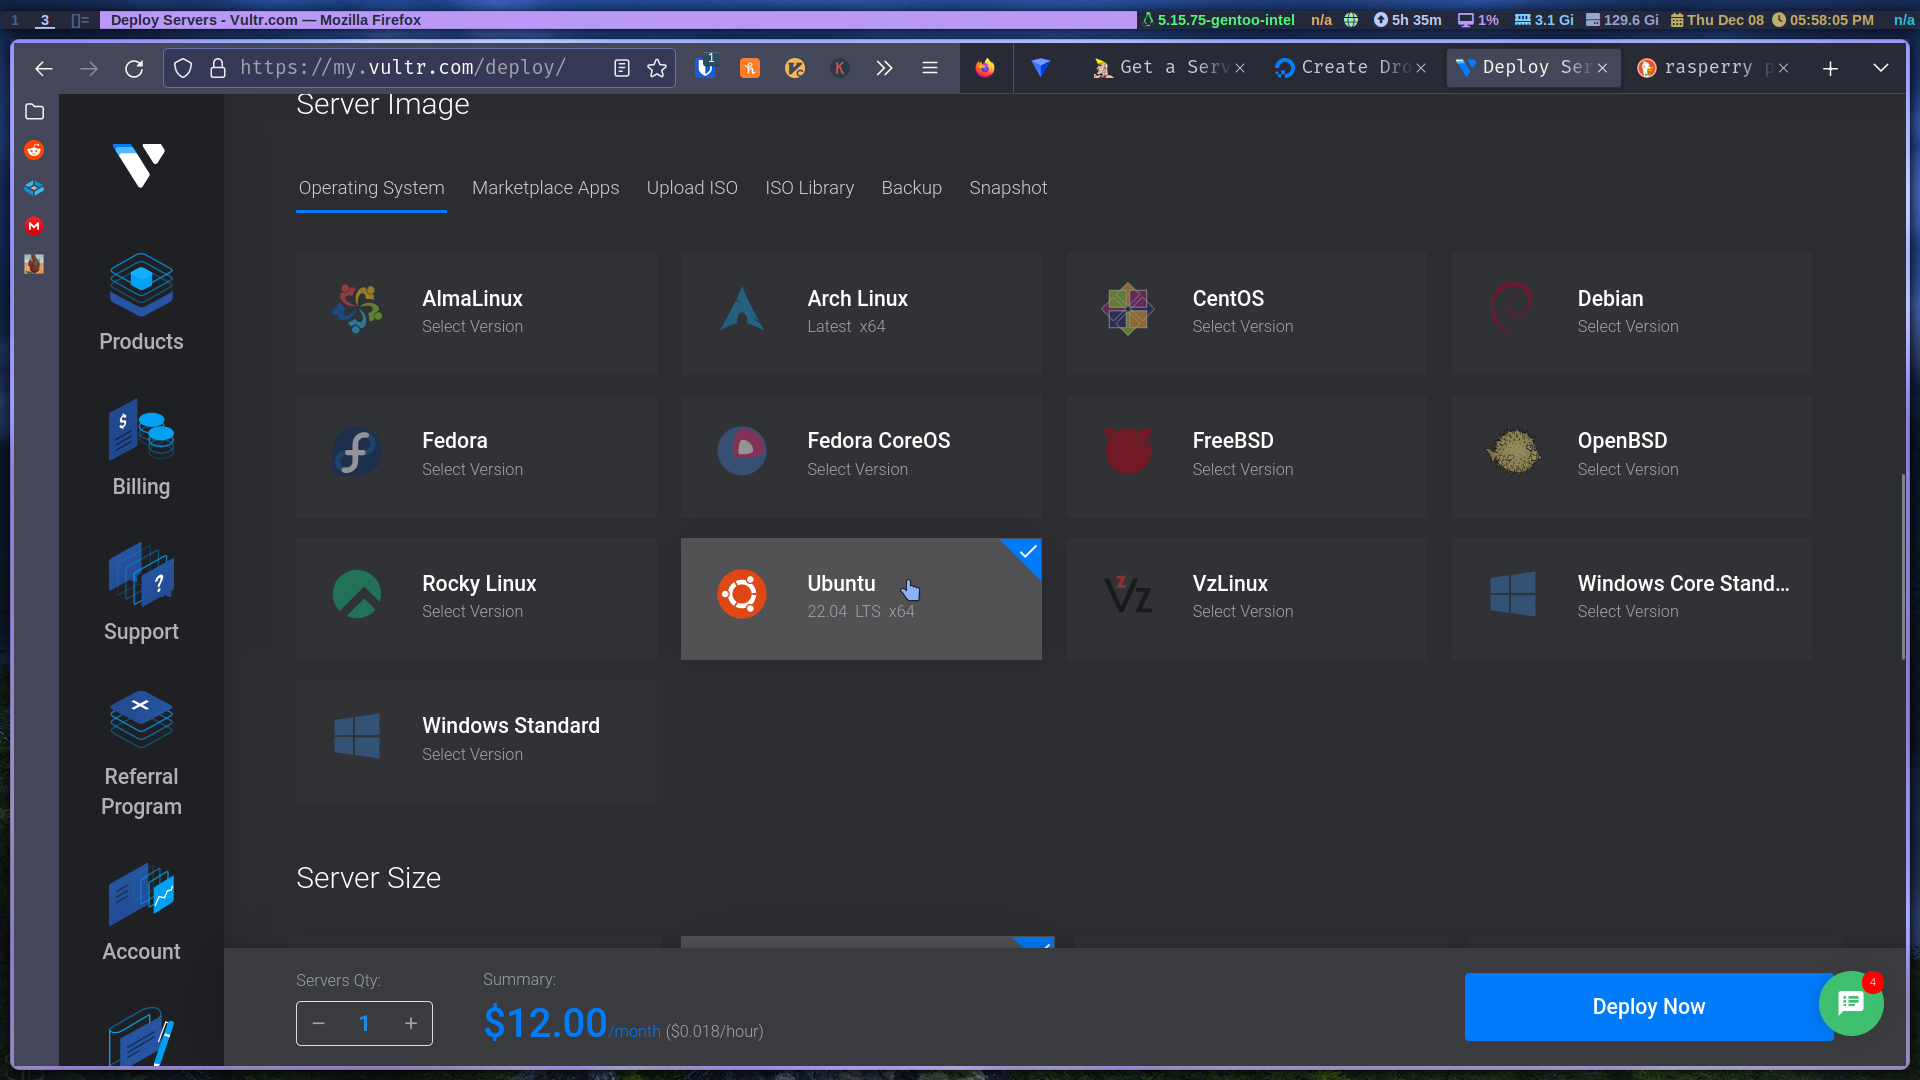 1 3 []= Deploy Servers - Vultr.com — Mozilla Firefox 5.15.75-gentoo-intel n/a 5h 35m 1% 3.1 Gi 129.6 Gi Thu Dec 08 05:58:05 PM n/a
https://my.vultr.com/deploy/ 1 K Get a Serv Create Dro Deploy Ser rasperry p
Server Image
Operating System Marketplace Apps Upload ISO ISO Library Backup Snapshot
AlmaLinux
Select Version
Arch Linux
Latest x64
CentOS
Select Version
Debian
Select Version
Fedora
Select Version
Fedora CoreOS
Select Version
FreeBSD
Select Version
OpenBSD
Select Version
Rocky Linux
Select Version
Ubuntu
22.04 LTS x64
VzLinux
Select Version
Windows Core Stand...
Select Version
Windows Standard
Select Version
Products
Billing
Support
Referral
Program
Account
Server Size
Servers Qty:
− 1 +
Summary:
$12.00/month ($0.018/hour)
Deploy Now
4